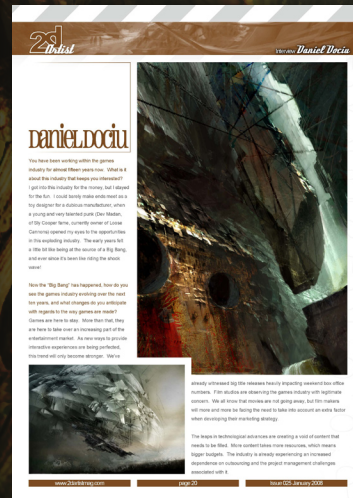 2dArtist
Interview Daniel Dociu
DANIEL DOCIU
You have been working within the games
industry for almost fifteen years now. What is it
about this industry that keeps you interested?
I got into this industry for the money, but I stayed
for the fun. I could barely make ends meet as a
toy designer for a dubious manufacturer, when
a young and very talented punk (Dev Madan,
of Sly Cooper fame, currently owner of Loose
Cannons) opened my eyes to the opportunities
in this exploding industry. The early years felt
a little bit like being at the source of a Big Bang,
and ever since it's been like riding the shock
wave!
Now the "Big Bang" has happened, how do you
see the games industry evolving over the next
ten years, and what changes do you anticipate
with regards to the way games are made?
Games are here to stay. More than that, they
are here to take over an increasing part of the
entertainment market. As new ways to provide
interactive experiences are being perfected,
this trend will only become stronger. We've
already witnessed big title releases heavily impacting weekend box office
numbers. Film studios are observing the games industry with legitimate
concern. We all know that movies are not going away, but film makers
will more and more be facing the need to take into account an extra factor
when developing their marketing strategy.
The leaps in technological advances are creating a void of content that
needs to be filled. More content takes more resources, which means
bigger budgets. The industry is already experiencing an increased
dependence on outsourcing and the project management challenges
associated with it.
www.2dartistmag.com
page 20
Issue 025 January 2008